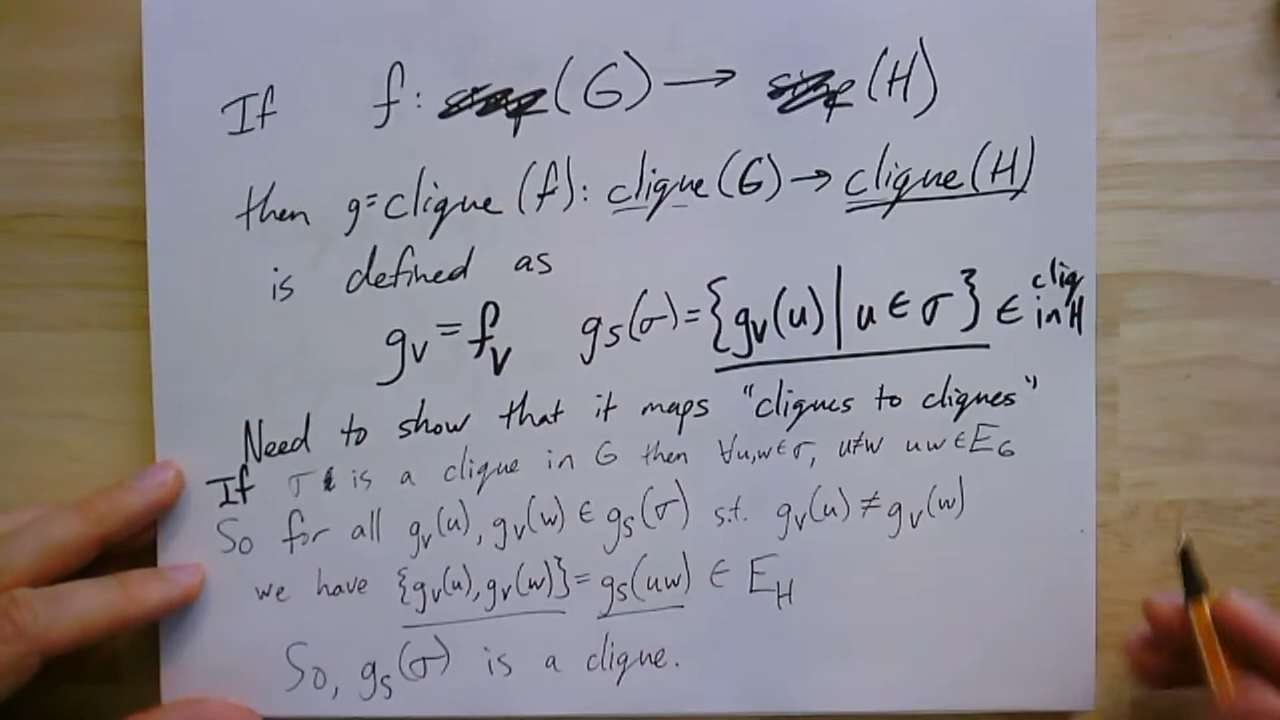 If f: (G) → (H)
then g=clique(f): clique(G) → clique(H)
is defined as
g_V = f_V g_S(σ) = {g_V(u) | u ∈ σ} ∈ cliq in H
Need to show that it maps "cliques to cliques"
If σ is a clique in G then ∀u,w∈σ, u≠w uw∈E_G
So for all g_V(u), g_V(w) ∈ g_S(σ) s.t. g_V(u) ≠ g_V(w)
we have {g_V(u), g_V(w)} = g_S(uw) ∈ E_H
So, g_S(σ) is a clique.